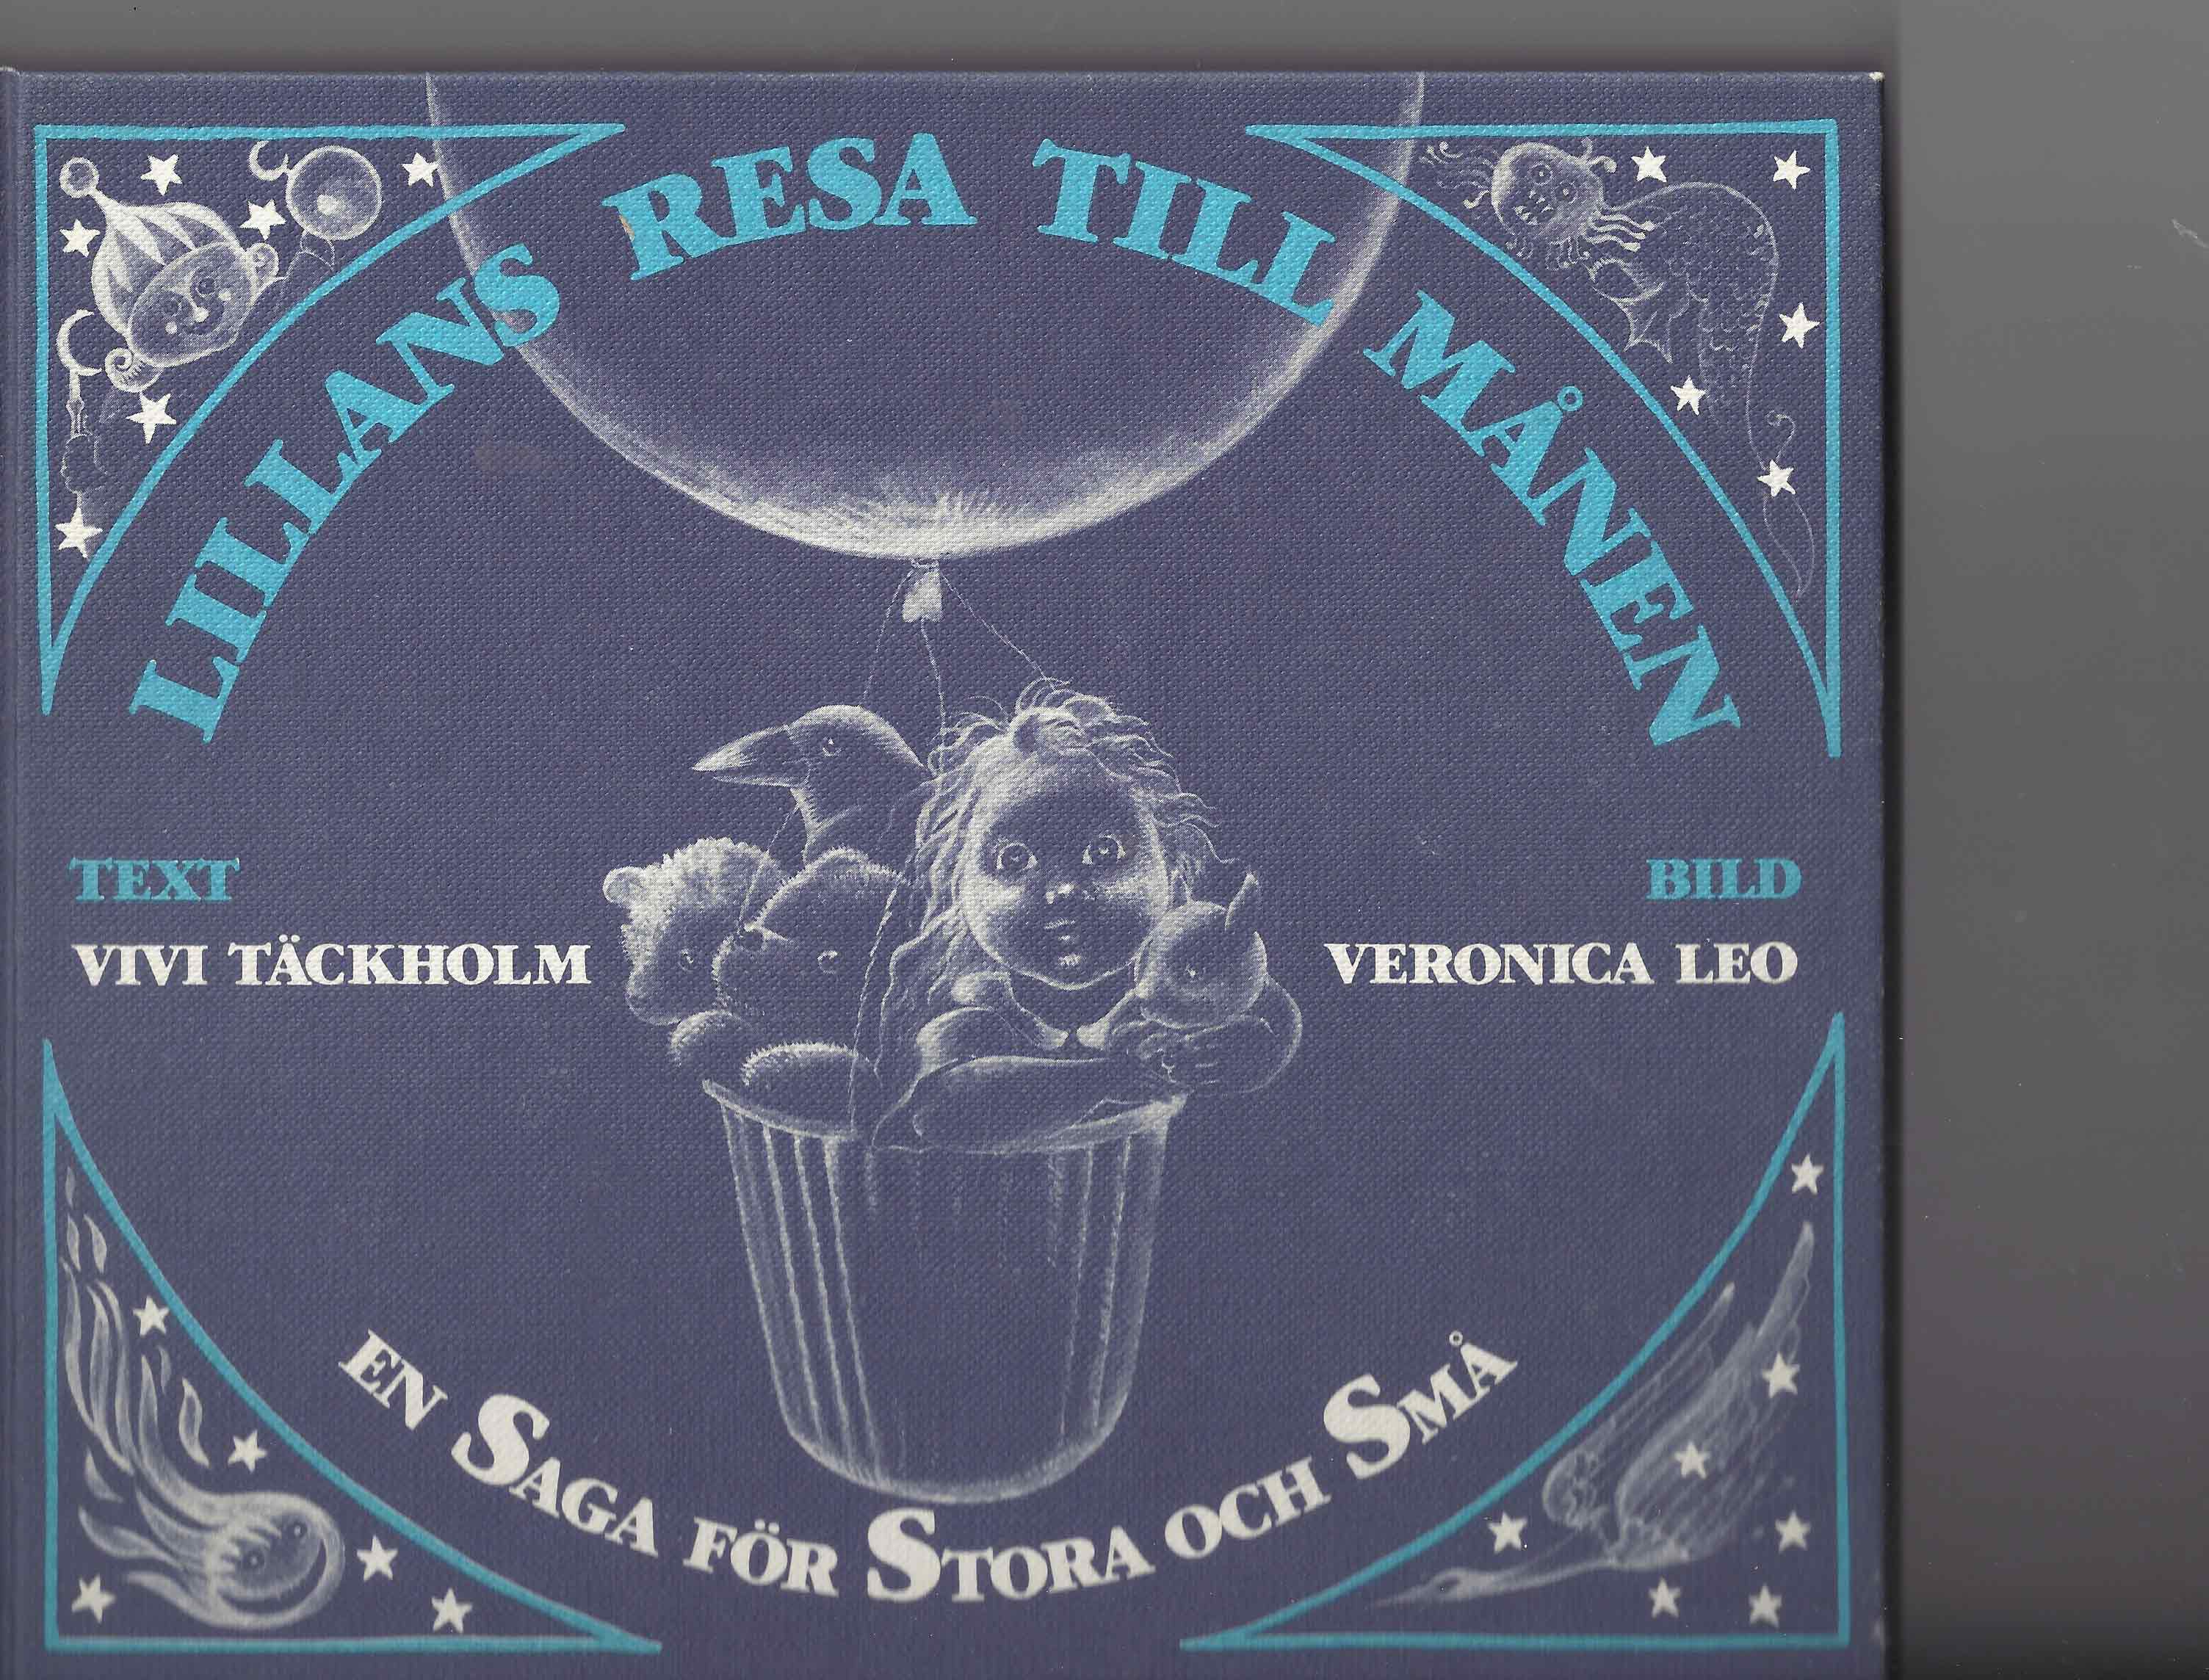 LILLANS RESA TILL MÅNEN
TEXT
VIVI TÄCKHOLM
BILD
VERONICA LEO
EN SAGA FÖR STORA OCH SMÅ